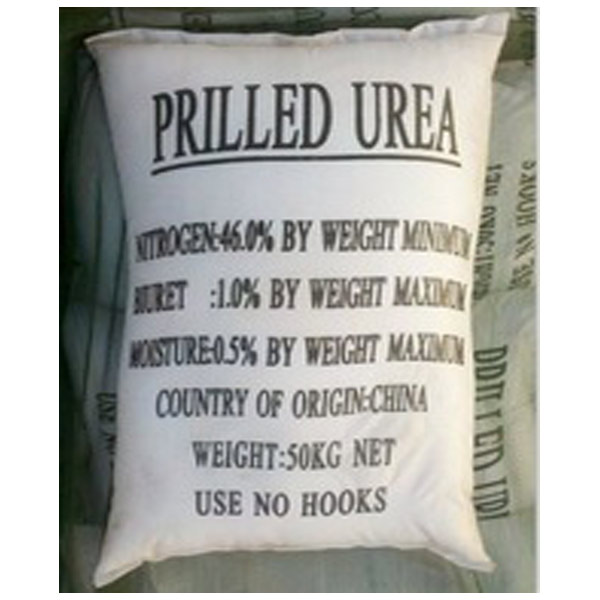 PRILLED UREA
NITROGEN:46.0% BY WEIGHT MINIMUM
BIURET :1.0% BY WEIGHT MAXIMUM
MOISTURE:0.5% BY WEIGHT MAXIMUM
COUNTRY OF ORIGIN:CHINA
WEIGHT:50KG NET
USE NO HOOKS